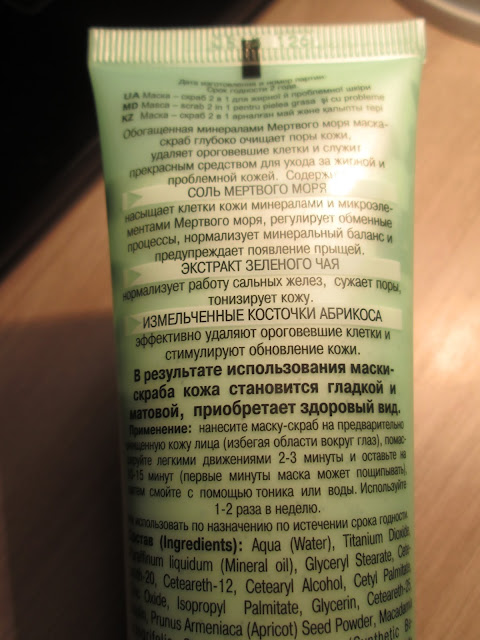 Дата изготовления и номер партии:
Срок годности 2 года.
UA Маска – скраб 2 в 1 для жирної й проблемної шкіри
MD Masca – scrab 2 in 1 pentru pielea grasa şi cu probleme
KZ Маска – скраб 2 в 1 арналған май және қалыпты тері
Обогащенная минералами Мертвого моря маска-
скраб глубоко очищает поры кожи,
удаляет ороговевшие клетки и служит
прекрасным средством для ухода за жирной и
проблемной кожей.
СОЛЬ МЕРТВОГО МОРЯ
насыщает клетки кожи минералами и микроэле-
ментами Мертвого моря, регулирует обменные
процессы, нормализует минеральный баланс и
предупреждает появление прыщей.
ЭКСТРАКТ ЗЕЛЕНОГО ЧАЯ
нормализует работу сальных желез, сужает поры,
тонизирует кожу.
ИЗМЕЛЬЧЕННЫЕ КОСТОЧКИ АБРИКОСА
эффективно удаляют ороговевшие клетки и
стимулируют обновление кожи.
В результате использования маски-
скраба кожа становится гладкой и
матовой, приобретает здоровый вид.
Применение: нанесите маску-скраб на предварительно
очищенную кожу лица (избегая области вокруг глаз), помас-
сируйте легкими движениями 2-3 минуты и оставьте на
минут (первые минуты маска может пощипывать),
затем смойте с помощью тоника или воды. Используйте
1-2 раза в неделю.
Не использовать по назначению по истечении срока годности.
Состав (Ingredients): Aqua (Water), Titanium Dioxide,
Paraffinum liquidum (Mineral oil), Glyceryl Stearate,
Ceteareth-12, Cetearyl Alcohol, Cetyl Palmitate,
Oxide, Isopropyl Palmitate, Glycerin, Ceteareth-25,
Prunus Armeniaca (Apricot) Seed Powder, Macadamia